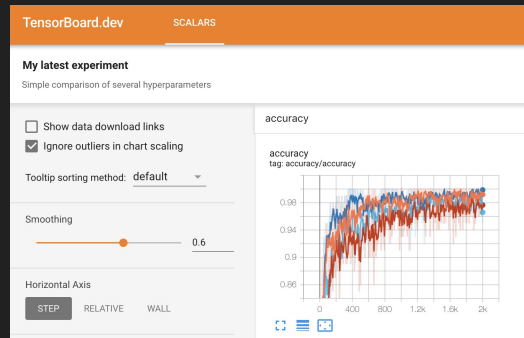 TensorBoard.dev SCALARS
My latest experiment
Simple comparison of several hyperparameters
Show data download links
Ignore outliers in chart scaling
Tooltip sorting method: default
Smoothing
0.6
Horizontal Axis
STEP RELATIVE WALL
accuracy
accuracy
tag: accuracy/accuracy
0.98
0.94
0.9
0.86
0 400 800 1.2k 1.6k 2k